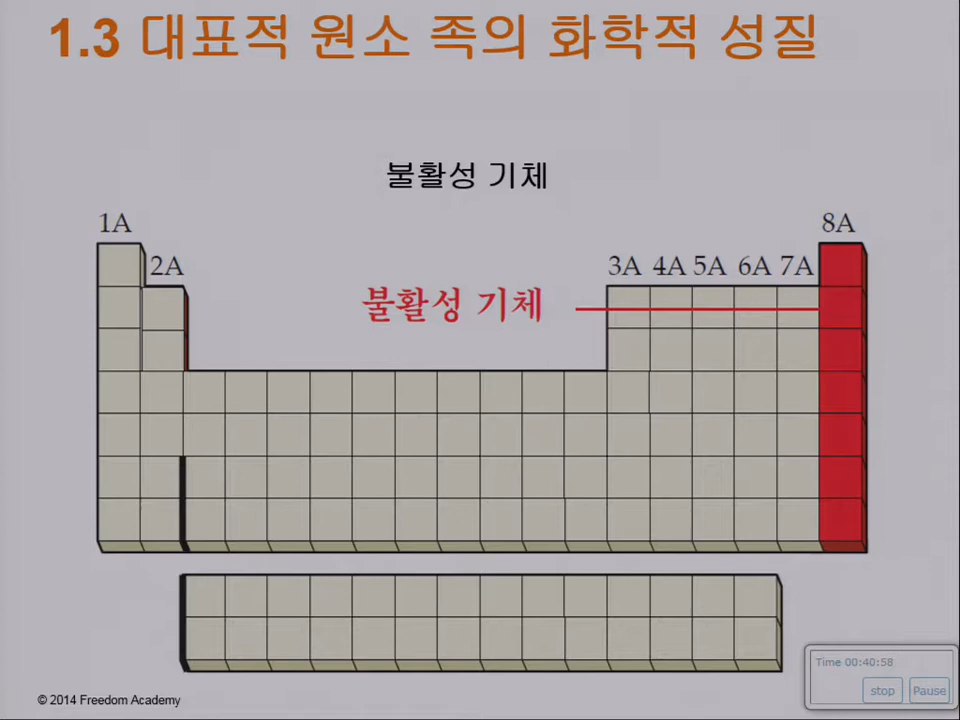 1.3 대표적 원소 족의 화학적 성질
불활성 기체
1A
8A
2A
3A 4A 5A 6A 7A
불활성 기체
Time 00:40:58
stop Pause
© 2014 Freedom Academy